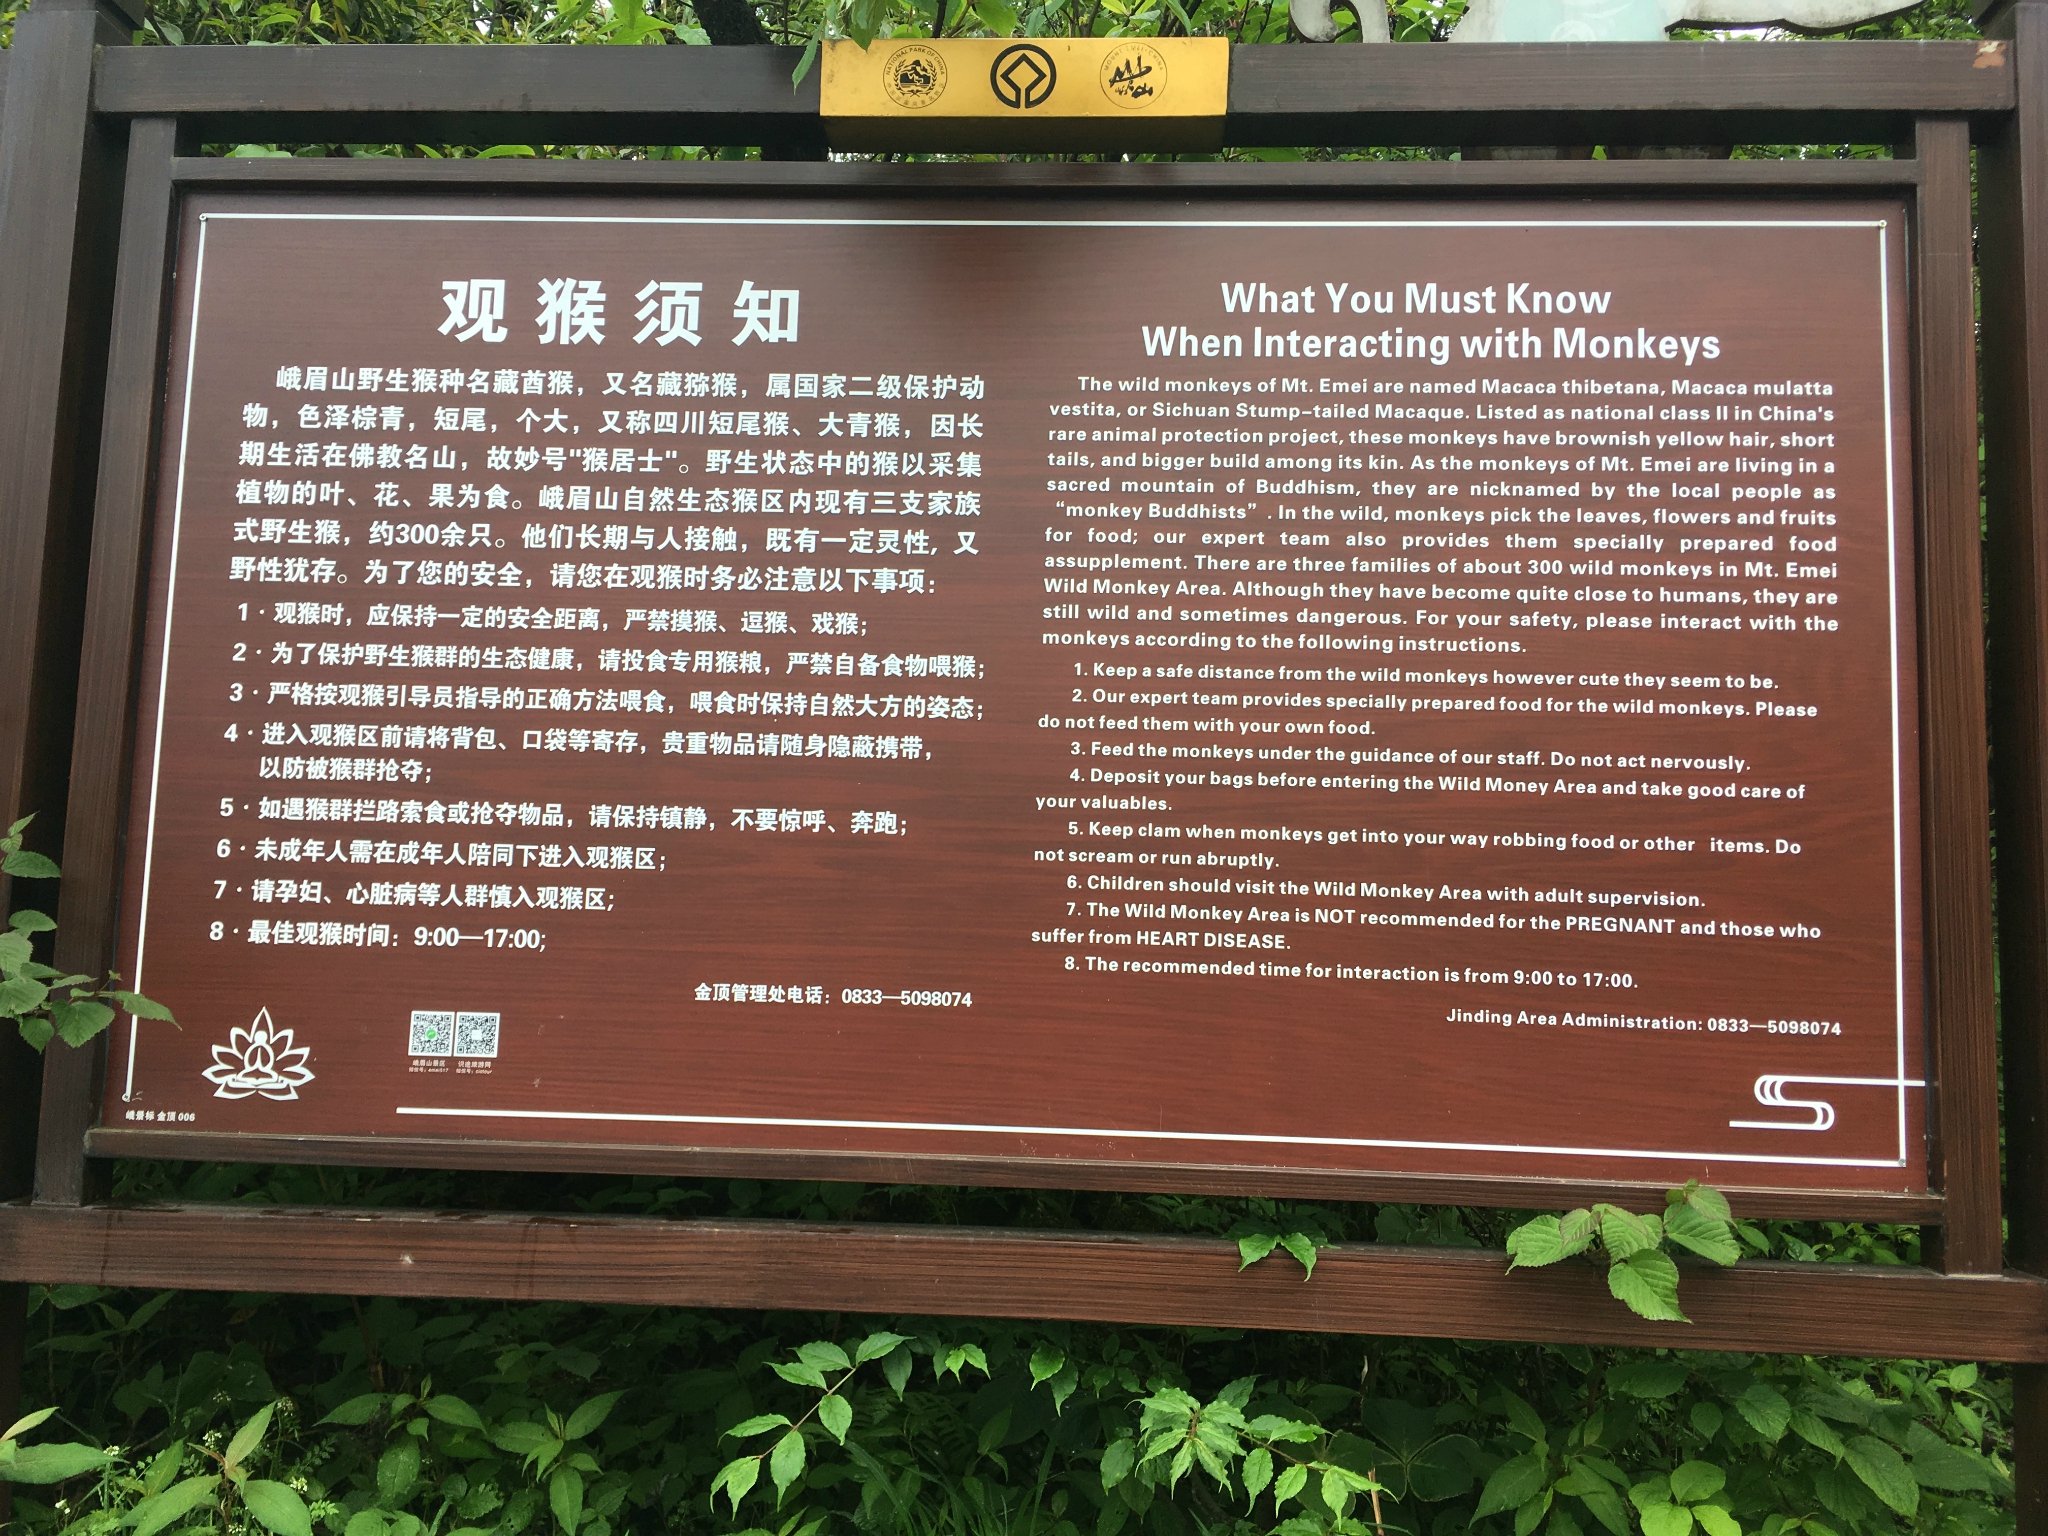 NATIONAL PARK OF CHINA
观猴须知
峨眉山野生猴种名藏酋猴，又名藏猕猴，属国家二级保护动
物，色泽棕青，短尾，个大，又称四川短尾猴、大青猴，因长
期生活在佛教名山，故妙号"猴居士"。野生状态中的猴以采集
植物的叶、花、果为食。峨眉山自然生态猴区内现有三支家族
式野生猴，约300余只。他们长期与人接触，既有一定灵性，又
野性犹存。为了您的安全，请您在观猴时务必注意以下事项：
1·观猴时，应保持一定的安全距离，严禁摸猴、逗猴、戏猴；
2·为了保护野生猴群的生态健康，请投食专用猴粮，严禁自备食物喂猴；
3·严格按观猴引导员指导的正确方法喂食，喂食时保持自然大方的姿态；
4·进入观猴区前请将背包、口袋等寄存，贵重物品请随身隐蔽携带，
以防被猴群抢夺；
5·如遇猴群拦路索食或抢夺物品，请保持镇静，不要惊呼、奔跑；
6·未成年人需在成年人陪同下进入观猴区；
7·请孕妇、心脏病等人群慎入观猴区；
8·最佳观猴时间：9:00—17:00;
金顶管理处电话：0833—5098074
峨眉山景区
峨景标 金顶 006
What You Must Know
When Interacting with Monkeys
The wild monkeys of Mt. Emei are named Macaca thibetana, Macaca mulatta
vestita, or Sichuan Stump-tailed Macaque. Listed as national class II in China's
rare animal protection project, these monkeys have brownish yellow hair, short
tails, and bigger build among its kin. As the monkeys of Mt. Emei are living in a
sacred mountain of Buddhism, they are nicknamed by the local people as
“monkey Buddhists” . In the wild, monkeys pick the leaves, flowers and fruits
for food; our expert team also provides them specially prepared food
assupplement. There are three families of about 300 wild monkeys in Mt. Emei
Wild Monkey Area. Although they have become quite close to humans, they are
still wild and sometimes dangerous. For your safety, please interact with the
monkeys according to the following instructions.
1. Keep a safe distance from the wild monkeys however cute they seem to be.
2. Our expert team provides specially prepared food for the wild monkeys. Please
do not feed them with your own food.
3. Feed the monkeys under the guidance of our staff. Do not act nervously.
4. Deposit your bags before entering the Wild Money Area and take good care of
your valuables.
5. Keep clam when monkeys get into your way robbing food or other items. Do
not scream or run abruptly.
6. Children should visit the Wild Monkey Area with adult supervision.
7. The Wild Monkey Area is NOT recommended for the PREGNANT and those who
suffer from HEART DISEASE.
8. The recommended time for interaction is from 9:00 to 17:00.
Jinding Area Administration: 0833—5098074